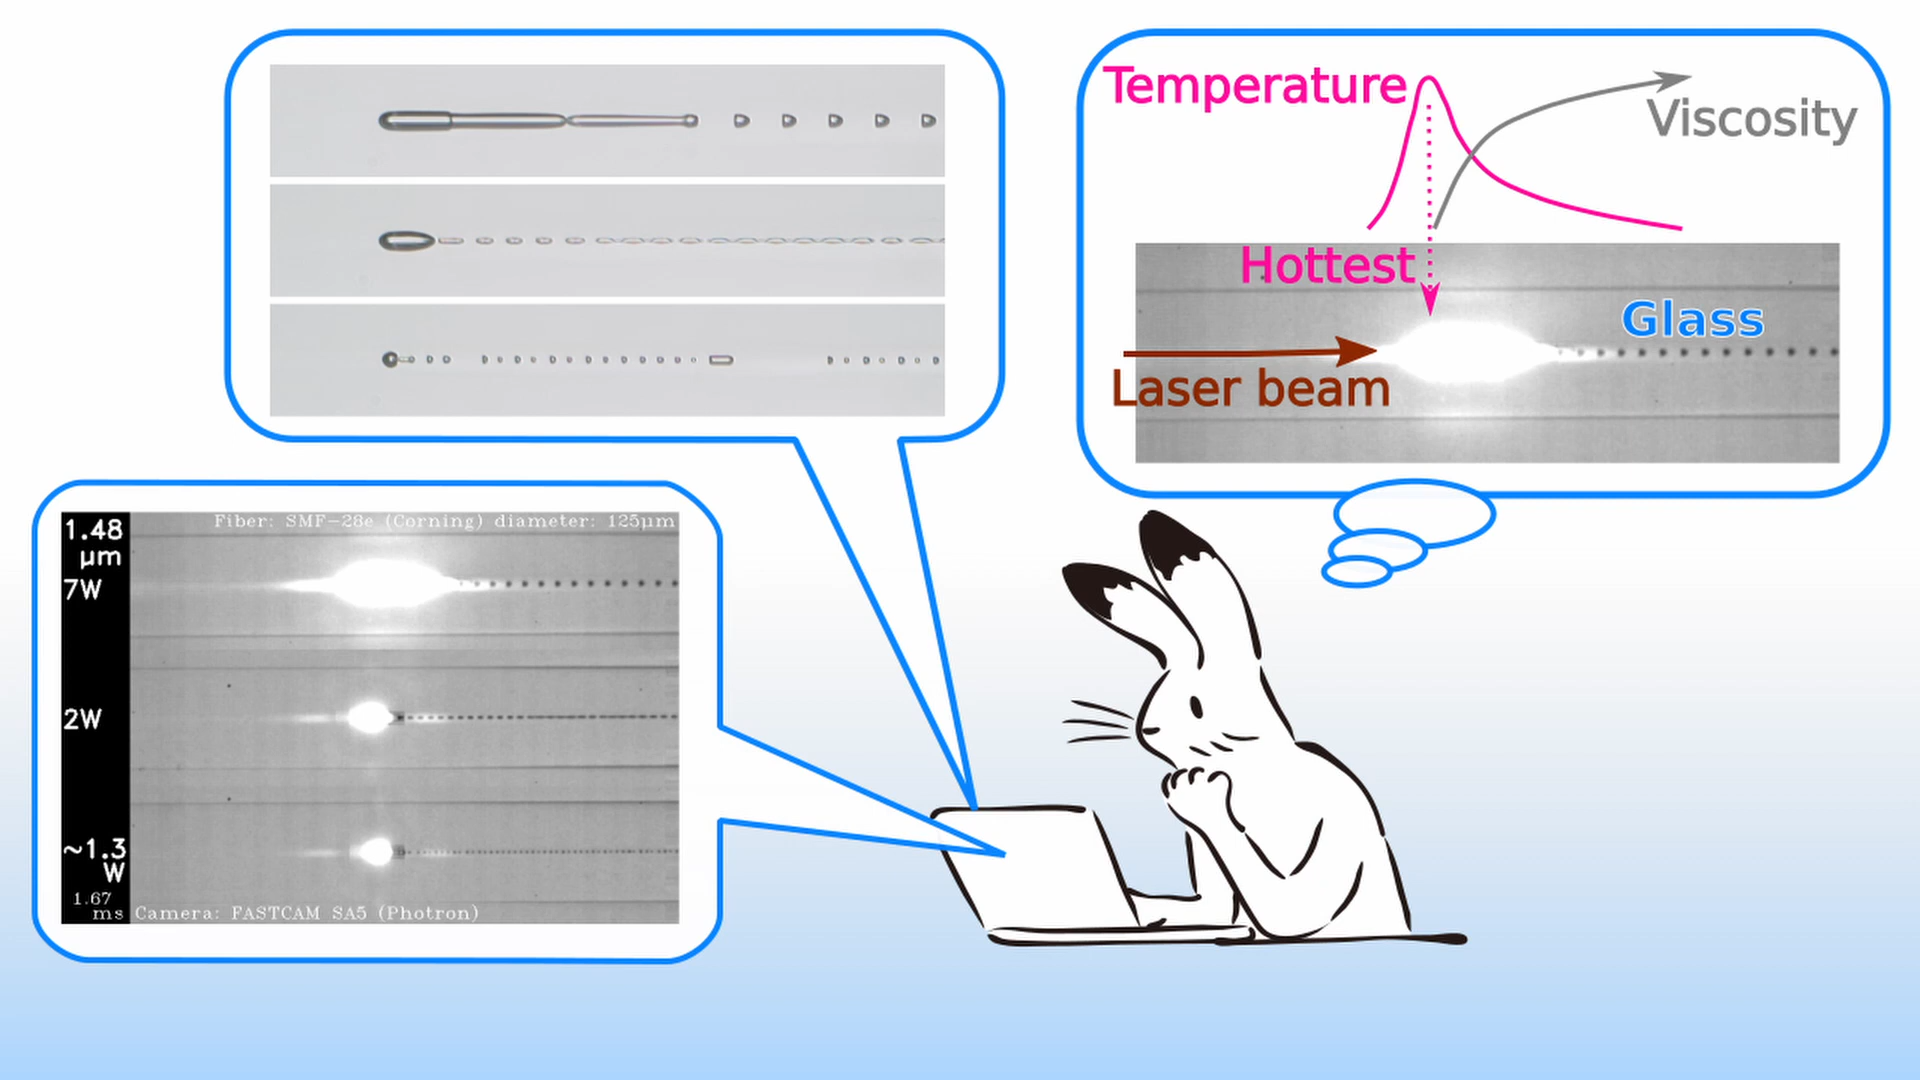 Temperature
Viscosity
Hottest
Glass
Laser beam
1.48
µm
Fiber: SMF-28e (Corning) diameter: 125µm
7W
2W
~1.3
W
1.67
ms
Camera: FASTCAM SA5 (Photron)